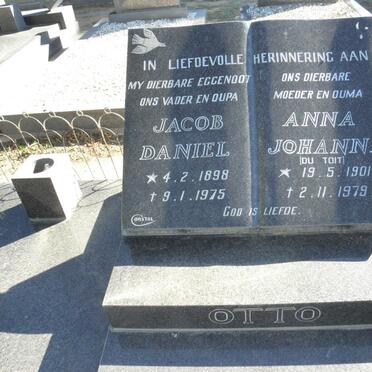 IN LIEFDEVOLLE HERINNERING AAN
MY DIERBARE EGGENOOT
ONS VADER EN OUPA
JACOB
DANIEL
* 4.2.1898
+ 9.1.1975
ONS DIERBARE
MOEDER EN OUMA
ANNA
JOHANNA
(DU TOIT)
* 19.5.1901
+ 2.11.1979
GOD IS LIEFDE.
OTTO